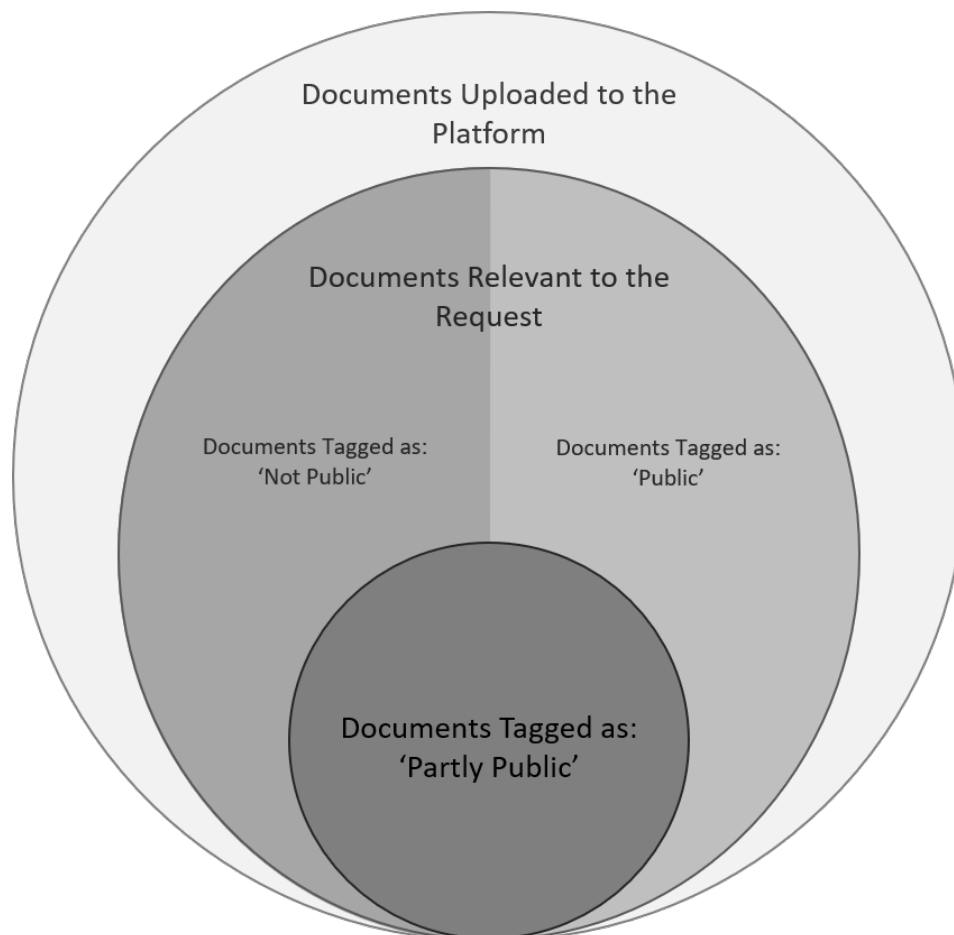 Documents Uploaded to the
Platform
Documents Relevant to the
Request
Documents Tagged as:
‘Not Public’
Documents Tagged as:
‘Public’
Documents Tagged as:
‘Partly Public’